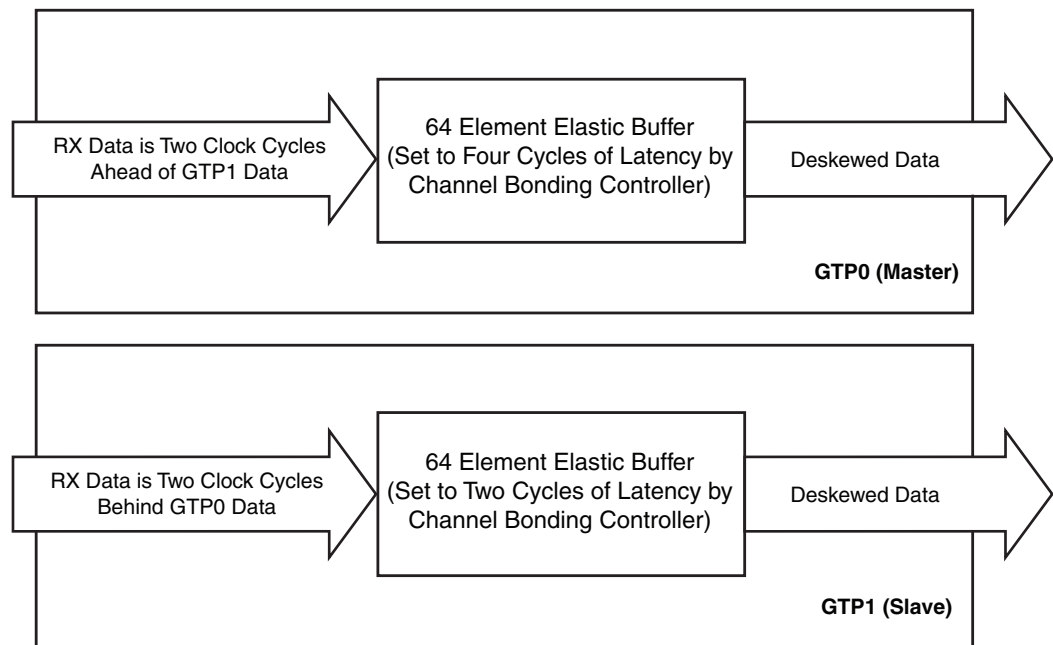 RX Data is Two Clock Cycles
Ahead of GTP1 Data
64 Element Elastic Buffer
(Set to Four Cycles of Latency by
Channel Bonding Controller)
Deskewed Data
GTP0 (Master)
RX Data is Two Clock Cycles
Behind GTP0 Data
64 Element Elastic Buffer
(Set to Two Cycles of Latency by
Channel Bonding Controller)
Deskewed Data
GTP1 (Slave)